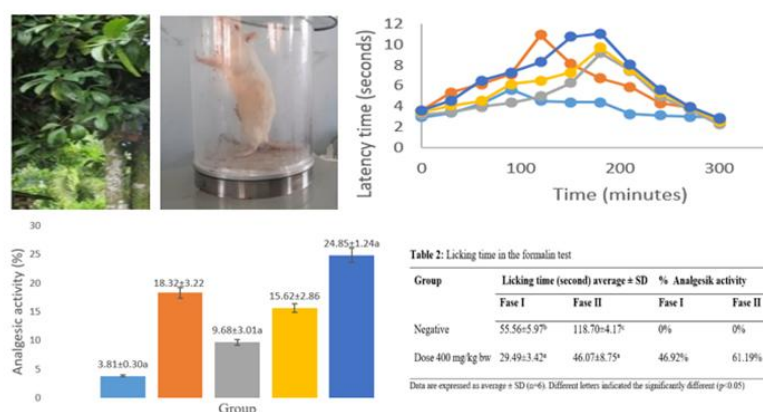 12
10
8
6
4
2
0
Latency time (seconds)
0 100 200 300
Time (minutes)
30
25
20
15
10
5
0
Analgesic activity (%)
3.81±0.30a
18.32±3.22
9.68±3.01a
15.62±2.86
24.85±1.24a
Group
Table 2: Licking time in the formalin test
Group Licking time (second) average ± SD % Analgesik activity
Fase I Fase II Fase I Fase II
Negative 55.56±5.97ᵇ 118.70±4.17ᶜ 0% 0%
Dose 400 mg/kg bw 29.49±3.42ᵃ 46.07±8.75ᵃ 46.92% 61.19%
Data are expressed as average ± SD (n=6). Different letters indicated the significantly different (p<0.05)